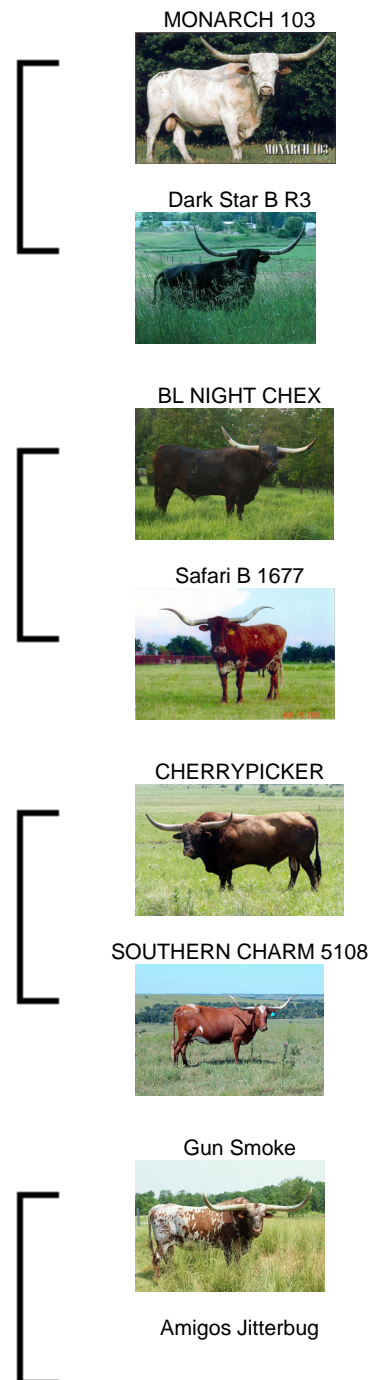 MONARCH 103
MONARCH 103
Dark Star B R3
BL NIGHT CHEX
Safari B 1677
CHERRYPICKER
SOUTHERN CHARM 5108
Gun Smoke
Amigos Jitterbug